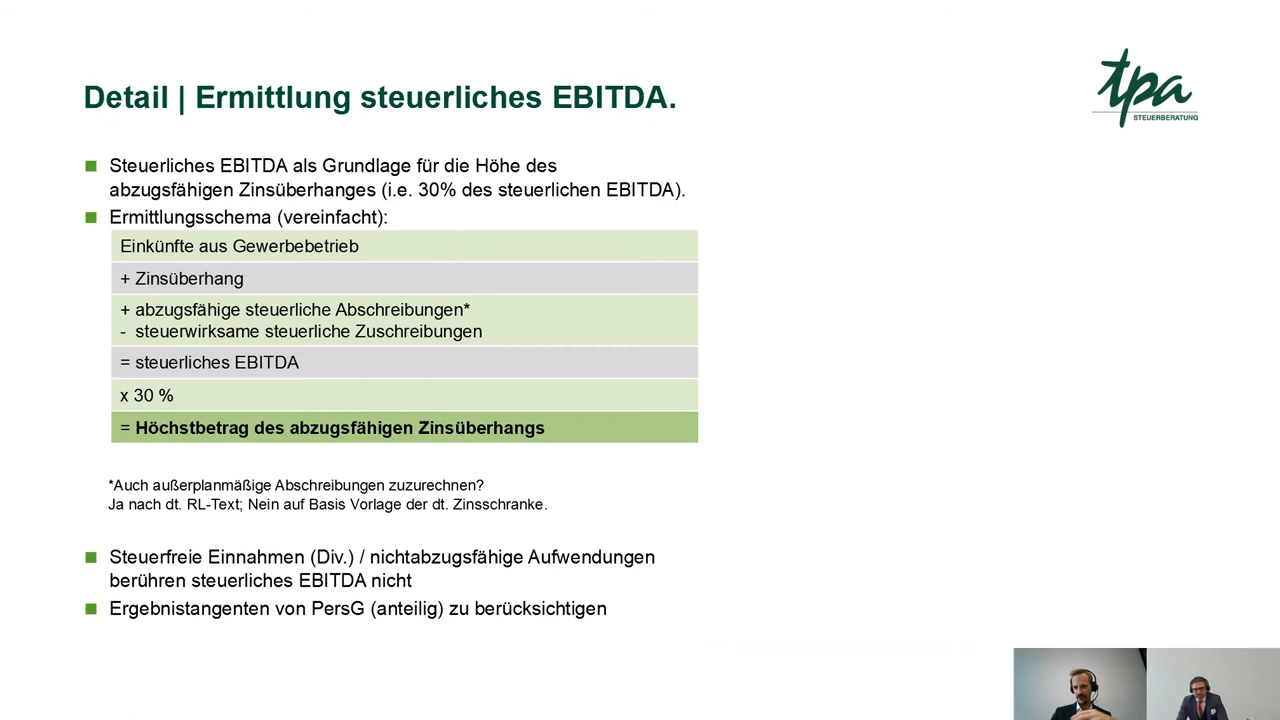 Detail | Ermittlung steuerliches EBITDA.
tpa
STEUERBERATUNG
■ Steuerliches EBITDA als Grundlage für die Höhe des
abzugsfähigen Zinsüberhanges (i.e. 30% des steuerlichen EBITDA).
■ Ermittlungsschema (vereinfacht):
Einkünfte aus Gewerbebetrieb
+ Zinsüberhang
+ abzugsfähige steuerliche Abschreibungen*
- steuerwirksame steuerliche Zuschreibungen
= steuerliches EBITDA
x 30 %
= Höchstbetrag des abzugsfähigen Zinsüberhangs
*Auch außerplanmäßige Abschreibungen zuzurechnen?
Ja nach dt. RL-Text; Nein auf Basis Vorlage der dt. Zinsschranke.
■ Steuerfreie Einnahmen (Div.) / nichtabzugsfähige Aufwendungen
berühren steuerliches EBITDA nicht
■ Ergebnistangenten von PersG (anteilig) zu berücksichtigen